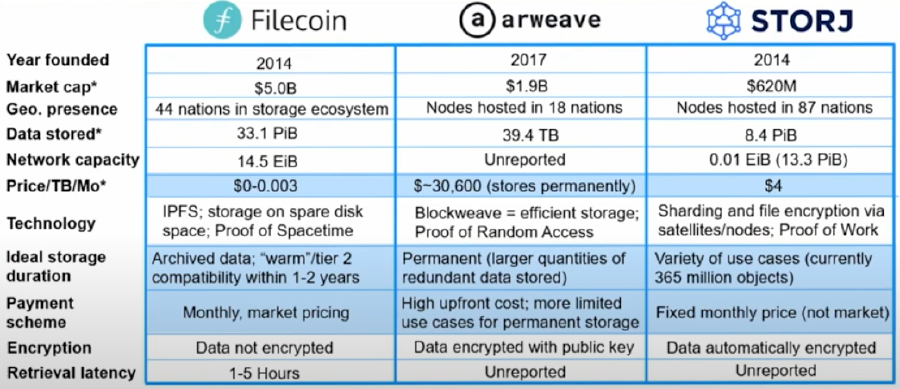 Filecoin
a arweave
STORJ
Year founded 2014 2017 2014
Market cap* $5.0B $1.9B $620M
Geo. presence 44 nations in storage ecosystem Nodes hosted in 18 nations Nodes hosted in 87 nations
Data stored* 33.1 PiB 39.4 TB 8.4 PiB
Network capacity 14.5 EiB Unreported 0.01 EiB (13.3 PiB)
Price/TB/Mo* $0-0.003 $~30,600 (stores permanently) $4
Technology
IPFS; storage on spare disk
space; Proof of Spacetime
Blockweave = efficient storage;
Proof of Random Access
Sharding and file encryption via
satellites/nodes; Proof of Work
Ideal storage
duration
Archived data; “warm”/tier 2
compatibility within 1-2 years
Permanent (larger quantities of
redundant data stored)
Variety of use cases (currently
365 million objects)
Payment
scheme
Monthly, market pricing
High upfront cost; more limited
use cases for permanent storage
Fixed monthly price (not market)
Encryption Data not encrypted Data encrypted with public key Data automatically encrypted
Retrieval latency 1-5 Hours Unreported Unreported